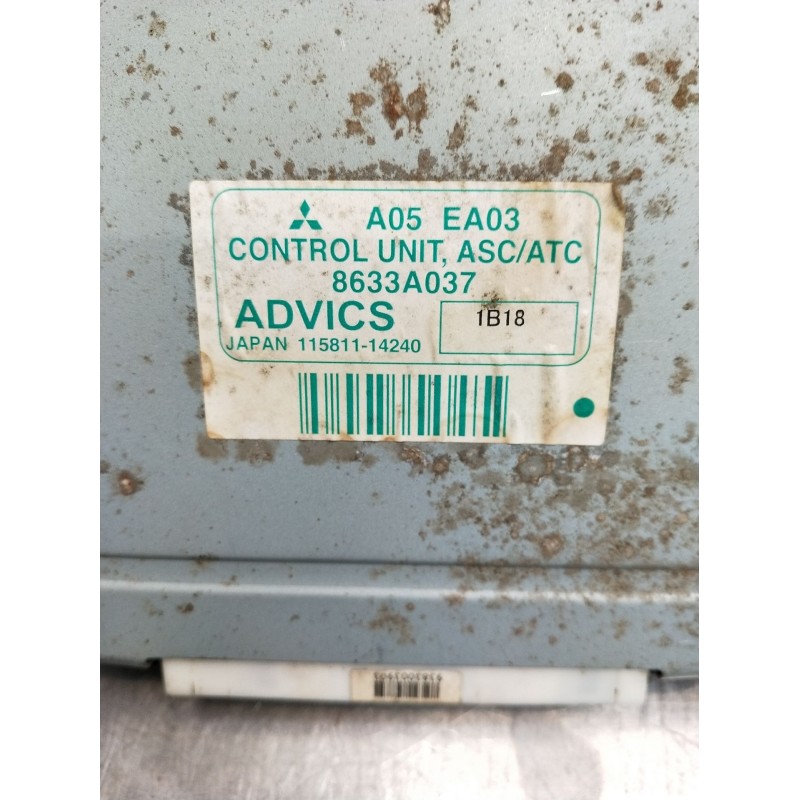 A05 EA03
CONTROL UNIT, ASC/ATC
8633A037
ADVICS
1B18
JAPAN 115811-14240